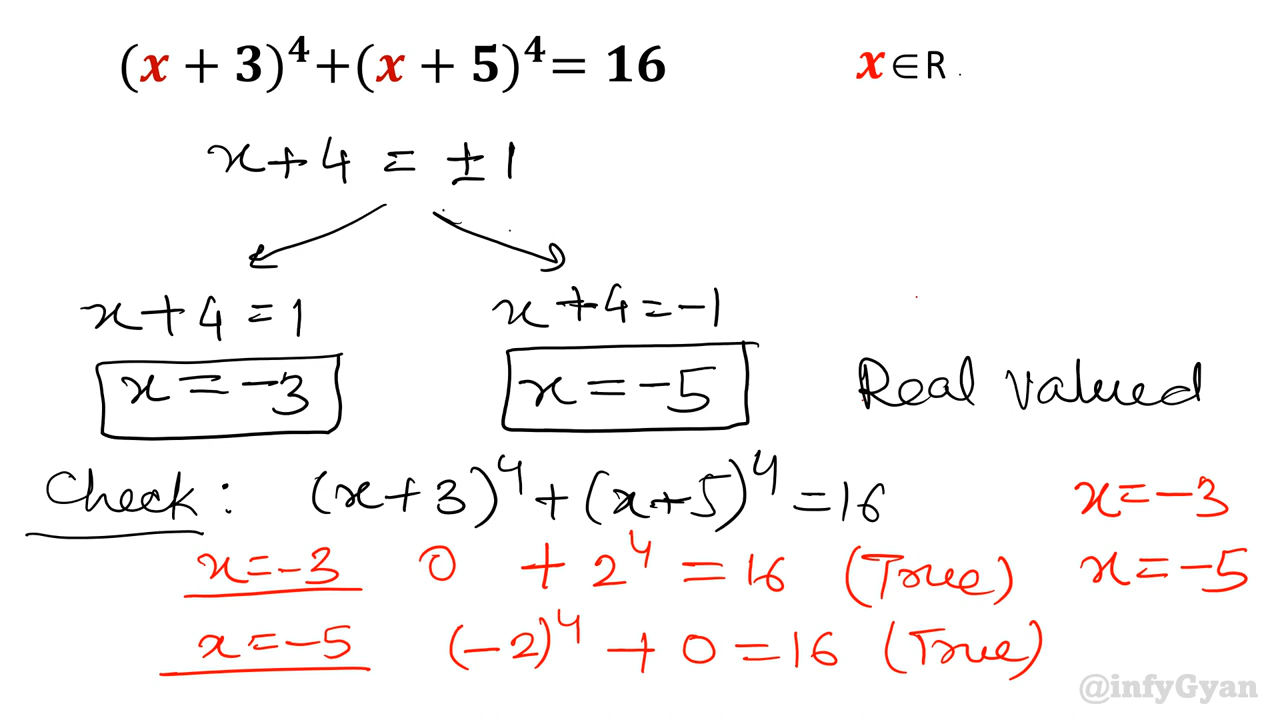 (x + 3)⁴+(x + 5)⁴= 16 x ∈ R
x+4 = ±1
x+4=1 x+4=-1
x=-3 x=-5 Real valued
Check: (x+3)⁴+(x+5)⁴=16 x=-3
x=-3 0 + 2⁴ = 16 (True) x=-5
x=-5 (-2)⁴ + 0 = 16 (True)
@infyGyan